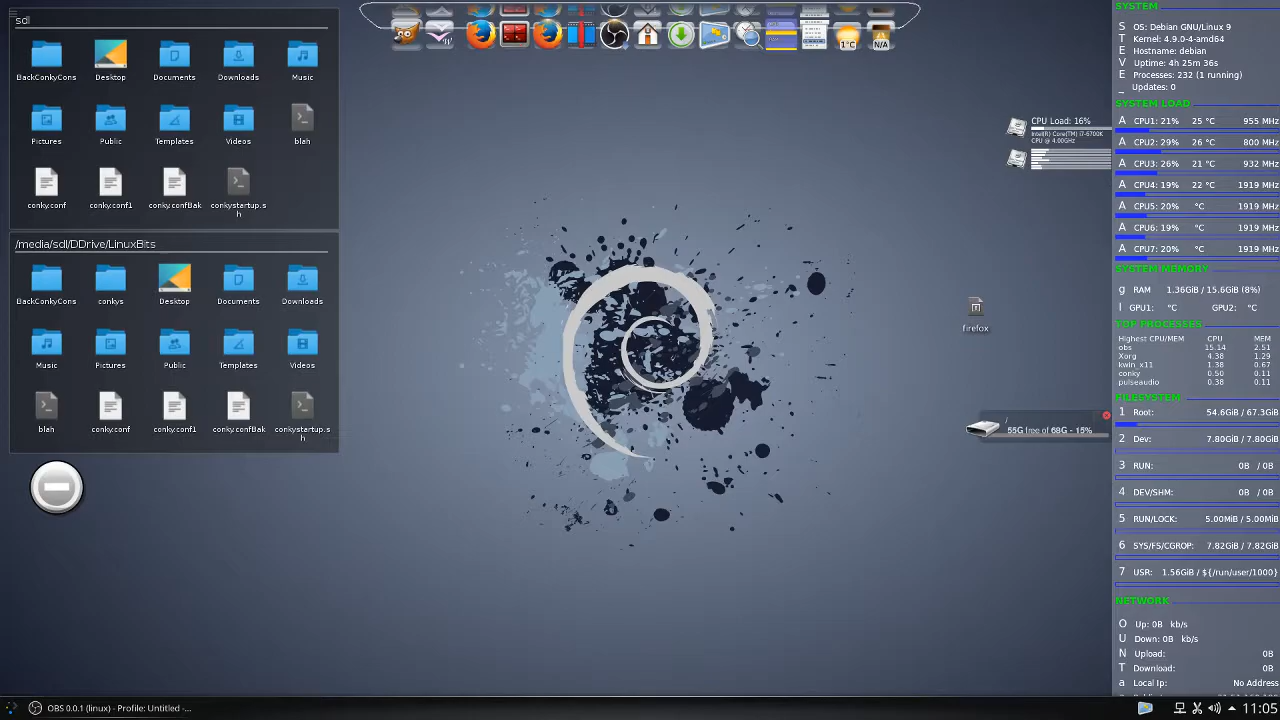 sdl
BackConkyCons
Desktop
Documents
Downloads
Music
Pictures
Public
Templates
Videos
blah
conky.conf
conky.conf1
conky.confBak
conkystartup.s
h
/media/sdl/DDrive/LinuxBits
BackConkyCons
conkys
Desktop
Documents
Downloads
Music
Pictures
Public
Templates
Videos
blah
conky.conf
conky.conf1
conky.confBak
conkystartup.s
h
1°C
N/A
CPU Load: 16%
Intel(R) Core(TM) i7-6700K
CPU @ 4.00GHz
firefox
/
55G free of 68G - 15%
SYSTEM
S OS: Debian GNU/Linux 9
T Kernel: 4.9.0-4-amd64
E Hostname: debian
V Uptime: 4h 25m 36s
E Processes: 232 (1 running)
Updates: 0
SYSTEM LOAD
A CPU1: 21% 25 °C 955 MHz
A CPU2: 29% 26 °C 800 MHz
A CPU3: 26% 21 °C 932 MHz
A CPU4: 19% 22 °C 1919 MHz
A CPU5: 20% °C 1919 MHz
A CPU6: 19% °C 1919 MHz
A CPU7: 20% °C 1919 MHz
SYSTEM MEMORY
g RAM 1.36GiB / 15.6GiB (8%)
l GPU1: °C GPU2: °C
TOP PROCESSES
Highest CPU/MEM CPU MEM
obs 15.14 2.51
Xorg 4.38 1.29
kwin_x11 1.38 0.67
conky 0.50 0.11
pulseaudio 0.38 0.11
FILESYSTEM
1 Root: 54.6GiB / 67.3GiB
2 Dev: 7.80GiB / 7.80GiB
3 RUN: 0B / 0B
4 DEV/SHM: 0B / 0B
5 RUN/LOCK: 5.00MiB / 5.00MiB
6 SYS/FS/CGROP: 7.82GiB / 7.82GiB
7 USR: 1.56GiB / ${/run/user/1000}
NETWORK
O Up: 0B kb/s
U Down: 0B kb/s
N Upload: 0B
T Download: 0B
a Local Ip: No Address
OBS 0.0.1 (linux) - Profile: Untitled -...
11:05